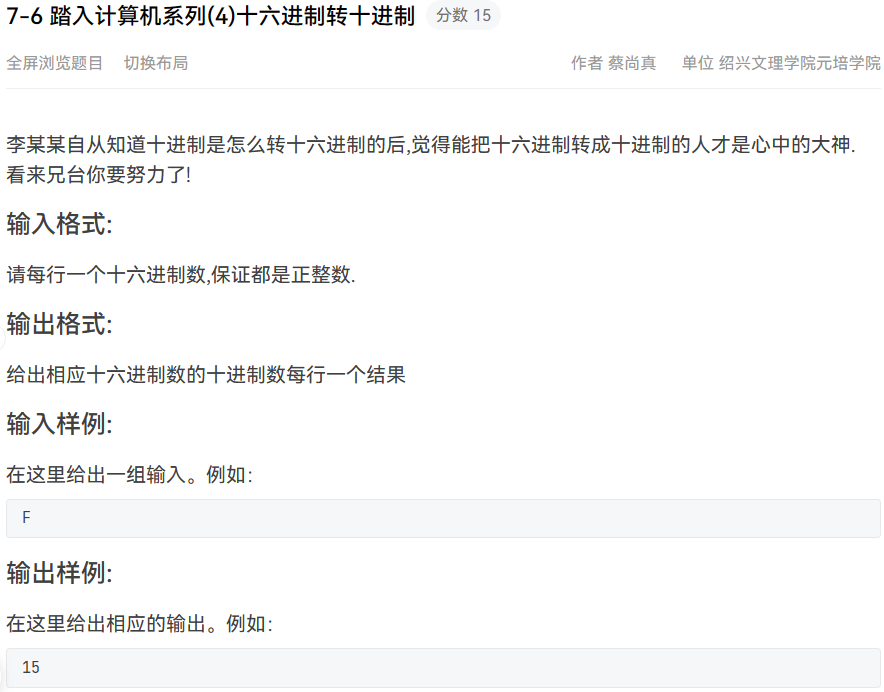 7-6 踏入计算机系列(4)十六进制转十进制 分数 15
全屏浏览题目 切换布局 作者 蔡尚真 单位 绍兴文理学院元培学院
李某某自从知道十进制是怎么转十六进制的后,觉得能把十六进制转成十进制的人才是心中的大神.
看来兄台你要努力了!
输入格式:
请每行一个十六进制数,保证都是正整数.
输出格式:
给出相应十六进制数的十进制数每行一个结果
输入样例:
在这里给出一组输入。例如:
F
输出样例:
在这里给出相应的输出。例如:
15